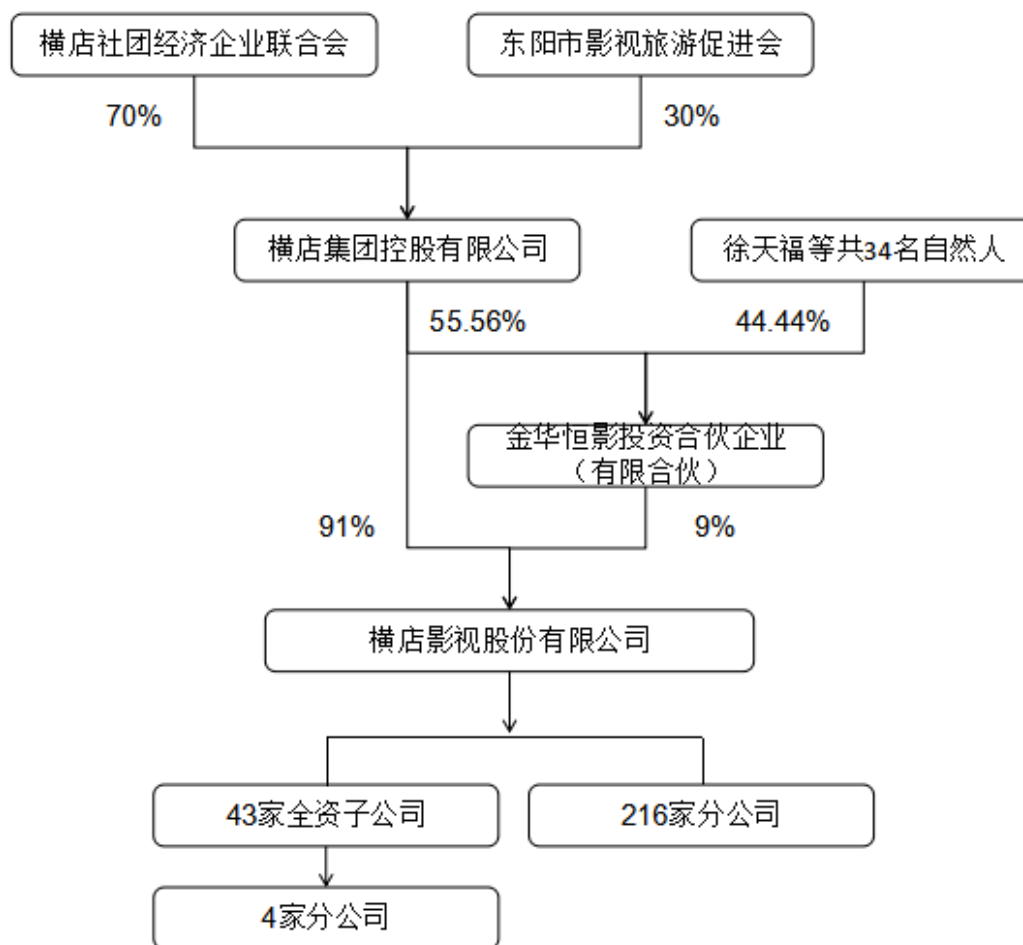 横店社团经济企业联合会
东阳市影视旅游促进会
70%
30%
横店集团控股有限公司
徐天福等共34名自然人
55.56%
44.44%
金华恒影投资合伙企业
（有限合伙）
91%
9%
横店影视股份有限公司
43家全资子公司
216家分公司
4家分公司